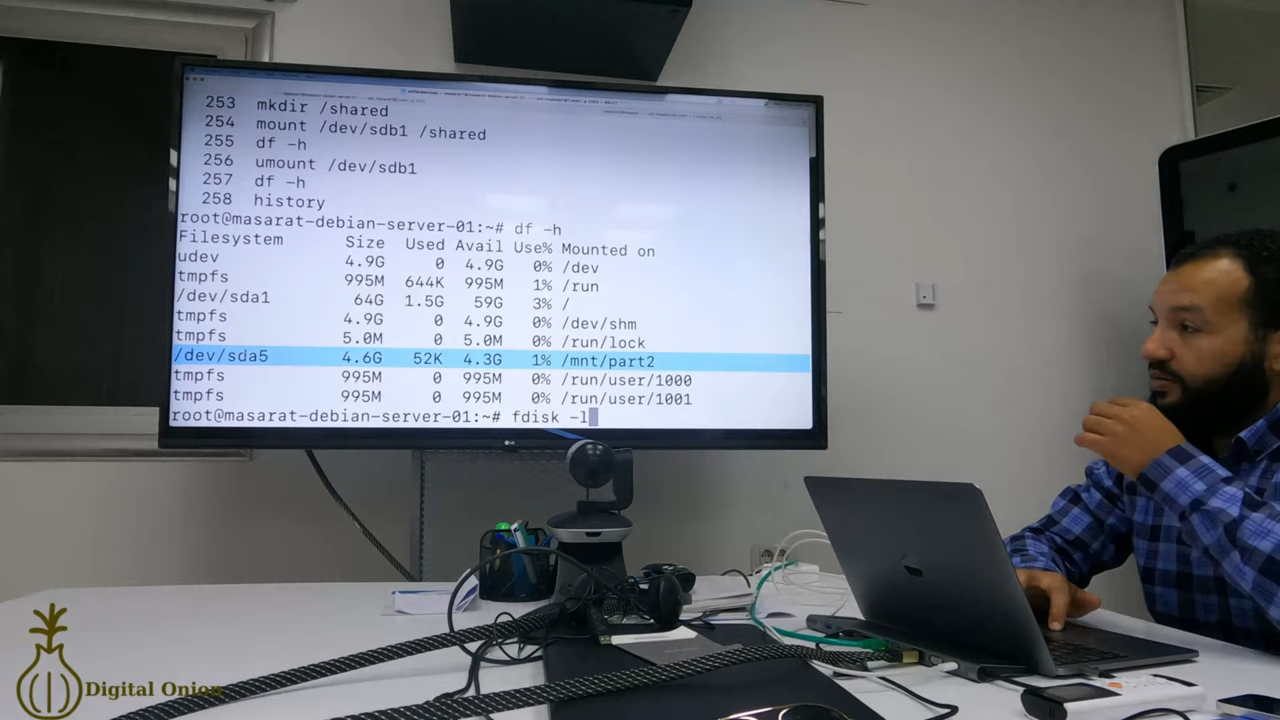 253  mkdir /shared
254  mount /dev/sdb1 /shared
255  df -h
256  umount /dev/sdb1
257  df -h
258  history
root@masarat-debian-server-01:~# df -h
Filesystem      Size  Used Avail Use% Mounted on
udev            4.9G     0  4.9G   0% /dev
tmpfs           995M  644K  995M   1% /run
/dev/sda1        64G  1.5G   59G   3% /
tmpfs           4.9G     0  4.9G   0% /dev/shm
tmpfs           5.0M     0  5.0M   0% /run/lock
/dev/sda5       4.6G   52K  4.3G   1% /mnt/part2
tmpfs           995M     0  995M   0% /run/user/1000
tmpfs           995M     0  995M   0% /run/user/1001
root@masarat-debian-server-01:~# fdisk -l
LG
Digital Onion